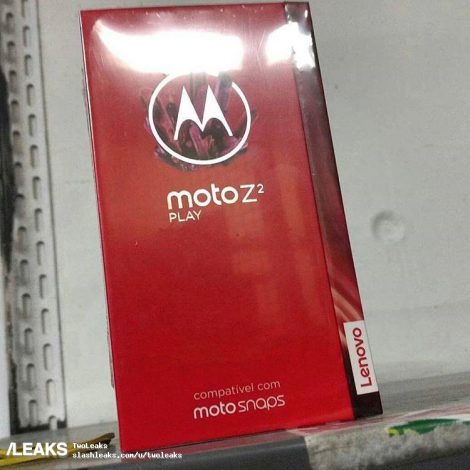 moto z²
PLAY
compatível com
moto snaps
Lenovo
/LEAKS
TwoLeaks
slashleaks.com/u/twoleaks